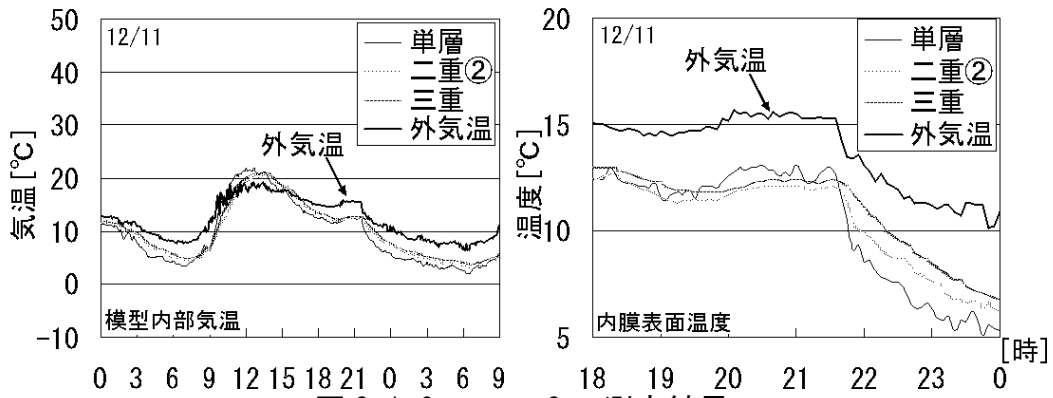 気温[℃]
50
40
30
20
10
0
-10
12/11
単層
二重②
三重
外気温
外気温
模型内部気温
0 3 6 9 12 15 18 21 0 3 6 9
温度[℃]
20
15
10
5
12/11
単層
二重②
三重
外気温
外気温
内膜表面温度
18 19 20 21 22 23 0
[時]